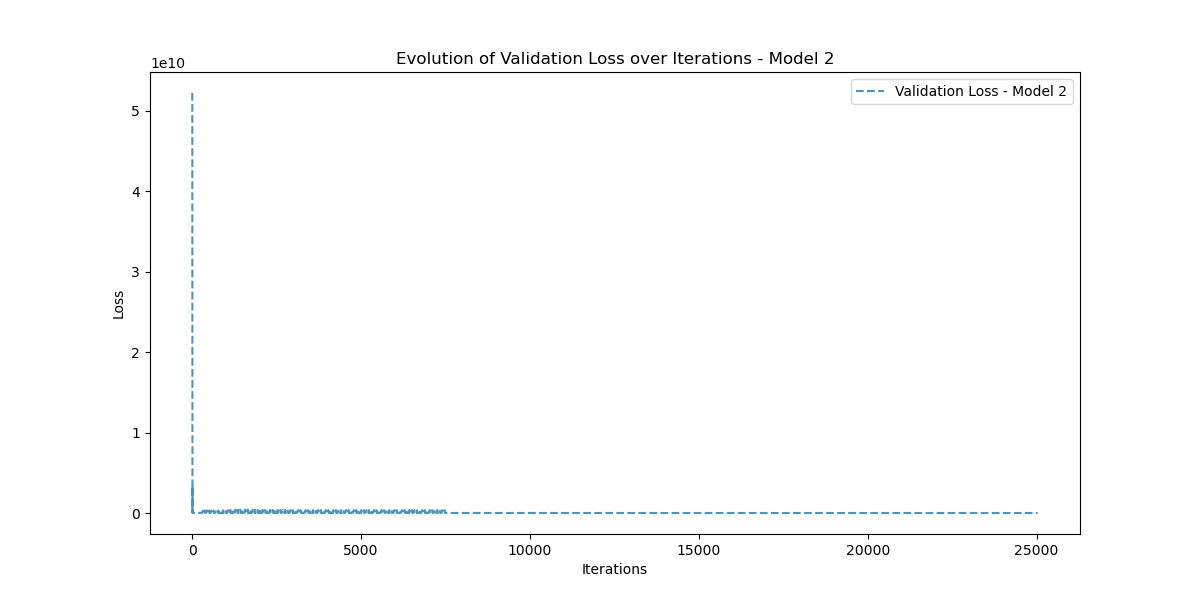 Evolution of Validation Loss over Iterations - Model 2
1e10
Validation Loss - Model 2
5
4
3
2
1
0
Loss
0 5000 10000 15000 20000 25000
Iterations